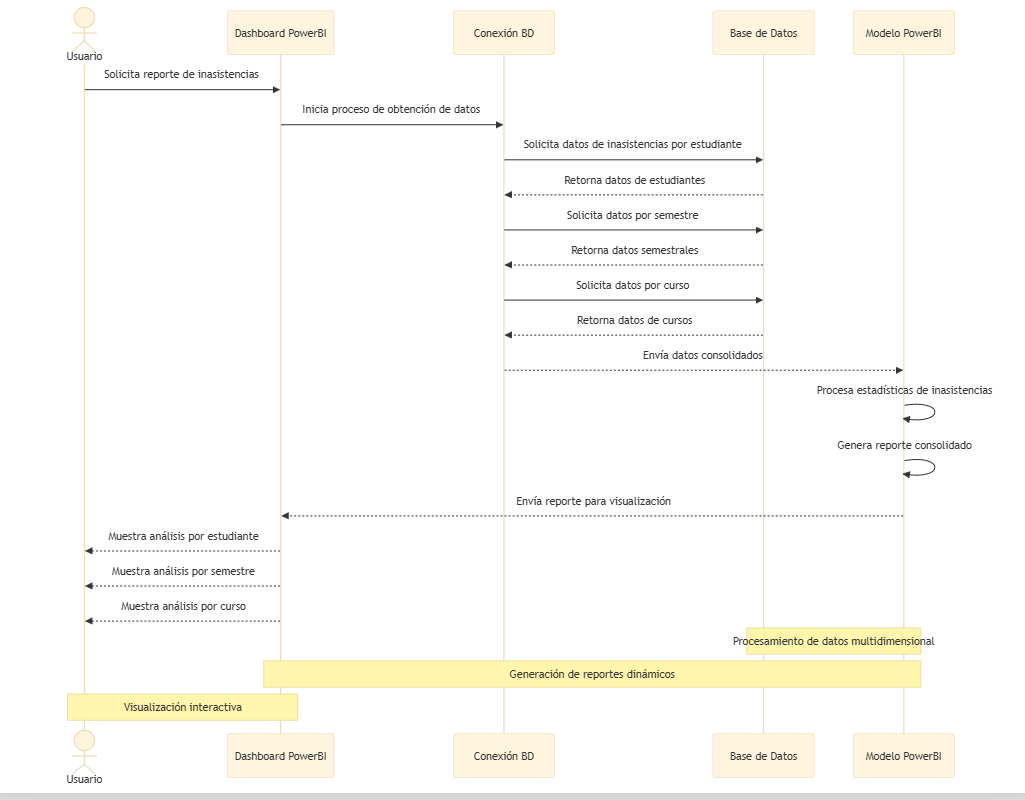 Dashboard PowerBI
Conexión BD
Base de Datos
Modelo PowerBI
Usuario
Solicita reporte de inasistencias
Inicia proceso de obtención de datos
Solicita datos de inasistencias por estudiante
Retorna datos de estudiantes
Solicita datos por semestre
Retorna datos semestrales
Solicita datos por curso
Retorna datos de cursos
Envía datos consolidados
Procesa estadísticas de inasistencias
Genera reporte consolidado
Envía reporte para visualización
Muestra análisis por estudiante
Muestra análisis por semestre
Muestra análisis por curso
Procesamiento de datos multidimensional
Generación de reportes dinámicos
Visualización interactiva
Dashboard PowerBI
Conexión BD
Base de Datos
Modelo PowerBI
Usuario